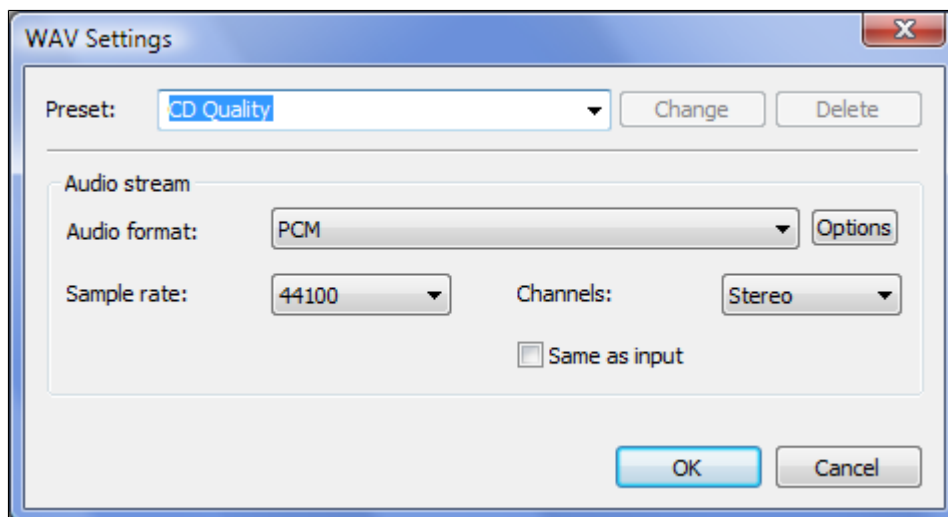 WAV Settings
Preset: CD Quality Change Delete
Audio stream
Audio format: PCM Options
Sample rate: 44100 Channels: Stereo
Same as input
OK Cancel